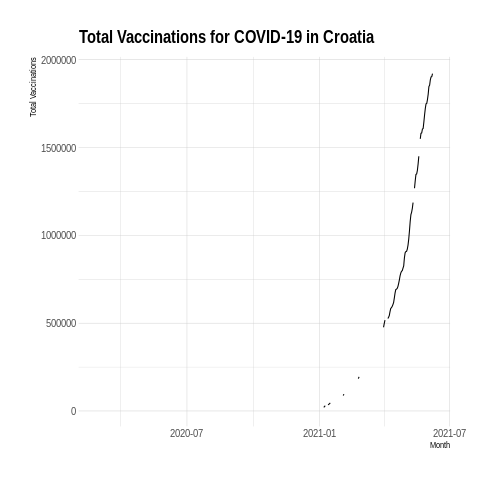 Total Vaccinations for COVID-19 in Croatia
Total Vaccinations
2000000
1500000
1000000
500000
0
2020-07 2021-01 2021-07
Month